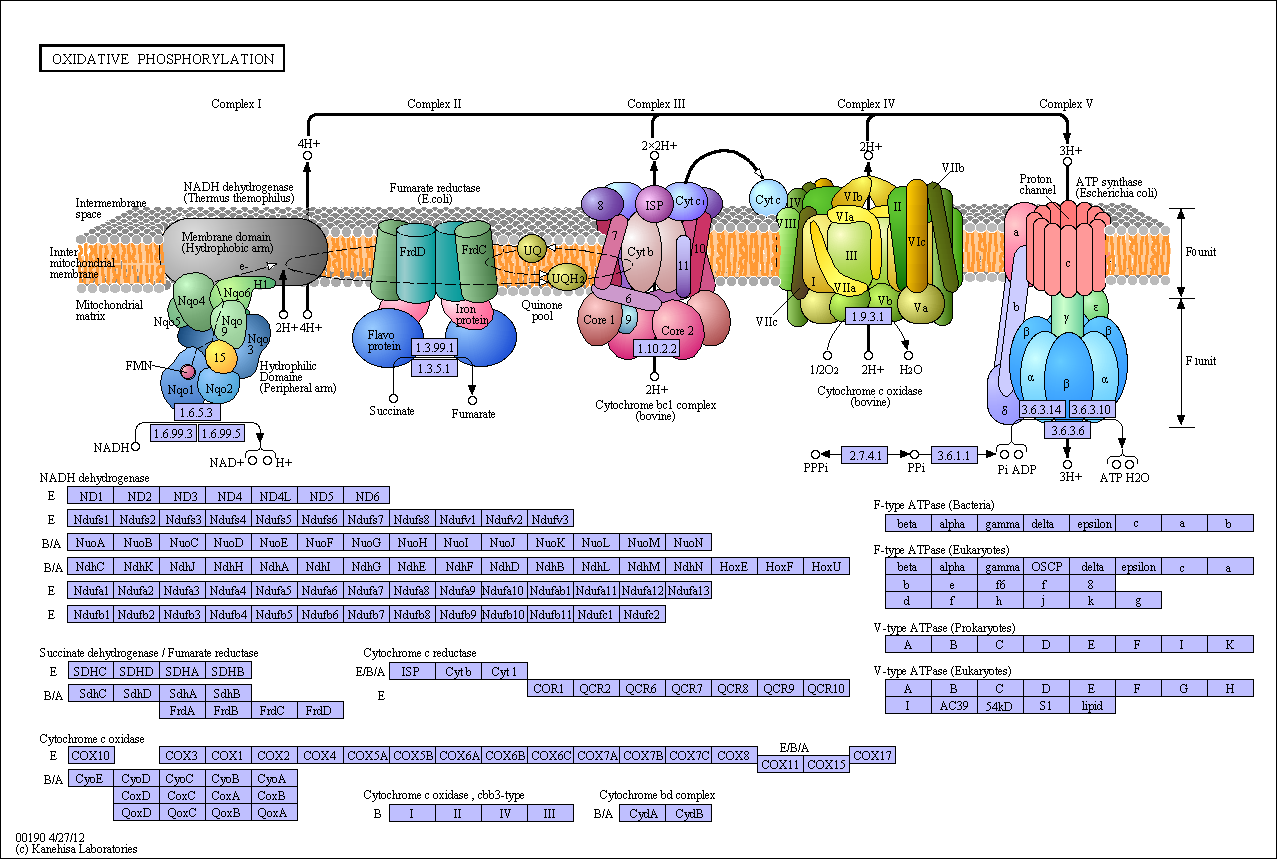 OXIDATIVE PHOSPHORYLATION
Complex I
Complex II
Complex III
Complex IV
Complex V
4H+
2×2H+
2H+
3H+
NADH dehydrogenase
(Thermus themophilus)
Fumarate reductase
(E.coli)
Cyt c
VIIb
Proton
channel
ATP synthase
(Escherichia coli)
Intermembrane
space
8
ISP
Cyt c1
IV
VIb
II
VIII
VIa
VIc
Membrane domain
(Hydrophobic arm)
FrdD
FrdC
UQ
7
Cyt b
10
11
III
a
c
F0 unit
Innter
mitochondrial
membrane
e-
H1
UQH2
I
VIIa
Mitochondrial
matrix
Nqo4
Nqo6
Nqo5
Nqo
9
Nqo
3
2H+
4H+
Iron
protein
Quinone
pool
6
VIIc
Vb
Va
b
γ
ε
Flavo
protein
Core 1
9
Core 2
1.9.3.1
β
β
FMN
15
Hydrophilic
Domaine
(Peripheral arm)
1.3.99.1
1.3.5.1
1.10.2.2
1/2O2
2H+
H2O
F1 unit
Nqo1
Nqo2
2H+
Cytochrome c oxidase
(bovine)
α
β
α
1.6.5.3
Succinate
Fumarate
Cytochrome bc1 complex
(bovine)
δ
3.6.3.14
3.6.3.10
1.6.99.3
1.6.99.5
3.6.3.6
NADH
NAD+
H+
PPPi
2.7.4.1
PPi
3.6.1.1
Pi
ADP
3H+
ATP
H2O
NADH dehydrogenase
E ND1 ND2 ND3 ND4 ND4L ND5 ND6
E Ndufs1 Ndufs2 Ndufs3 Ndufs4 Ndufs5 Ndufs6 Ndufs7 Ndufs8 Ndufv1 Ndufv2 Ndufv3
B/A NuoA NuoB NuoC NuoD NuoE NuoF NuoG NuoH NuoI NuoJ NuoK NuoL NuoM NuoN
B/A NdhC NdhK NdhJ NdhH NdhA NdhI NdhG NdhE NdhF NdhD NdhB NdhL NdhM NdhN HoxE HoxF HoxU
E Ndufa1 Ndufa2 Ndufa3 Ndufa4 Ndufa5 Ndufa6 Ndufa7 Ndufa8 Ndufa9 Ndufa10 Ndufab1 Ndufa11 Ndufa12 Ndufa13
E Ndufb1 Ndufb2 Ndufb3 Ndufb4 Ndufb5 Ndufb6 Ndufb7 Ndufb8 Ndufb9 Ndufb10 Ndufb11 Ndufc1 Ndufc2
Succinate dehydrogenase / Fumarate reductase
E SDHC SDHD SDHA SDHB
B/A SdhC SdhD SdhA SdhB
FrdA FrdB FrdC FrdD
Cytochrome c reductase
E/B/A ISP Cyt b Cyt 1
E COR1 QCR2 QCR6 QCR7 QCR8 QCR9 QCR10
Cytochrome c oxidase
E COX10 COX3 COX1 COX2 COX4 COX5A COX5B COX6A COX6B COX6C COX7A COX7B COX7C COX8
E/B/A
COX11 COX15
COX17
B/A CyoE CyoD CyoC CyoB CyoA
CoxD CoxC CoxA CoxB
QoxD QoxC QoxB QoxA
Cytochrome c oxidase , cbb3-type
B I II IV III
Cytochrome bd complex
B/A CydA CydB
F-type ATPase (Bacteria)
beta alpha gamma delta epsilon c a b
F-type ATPase (Eukaryotes)
beta alpha gamma OSCP delta epsilon c a
b e f6 f 8
d f h j k g
V-type ATPase (Prokaryotes)
A B C D E F I K
V-type ATPase (Eukaryotes)
A B C D E F G H
I AC39 54kD S1 lipid
00190 4/27/12
(c) Kanehisa Laboratories